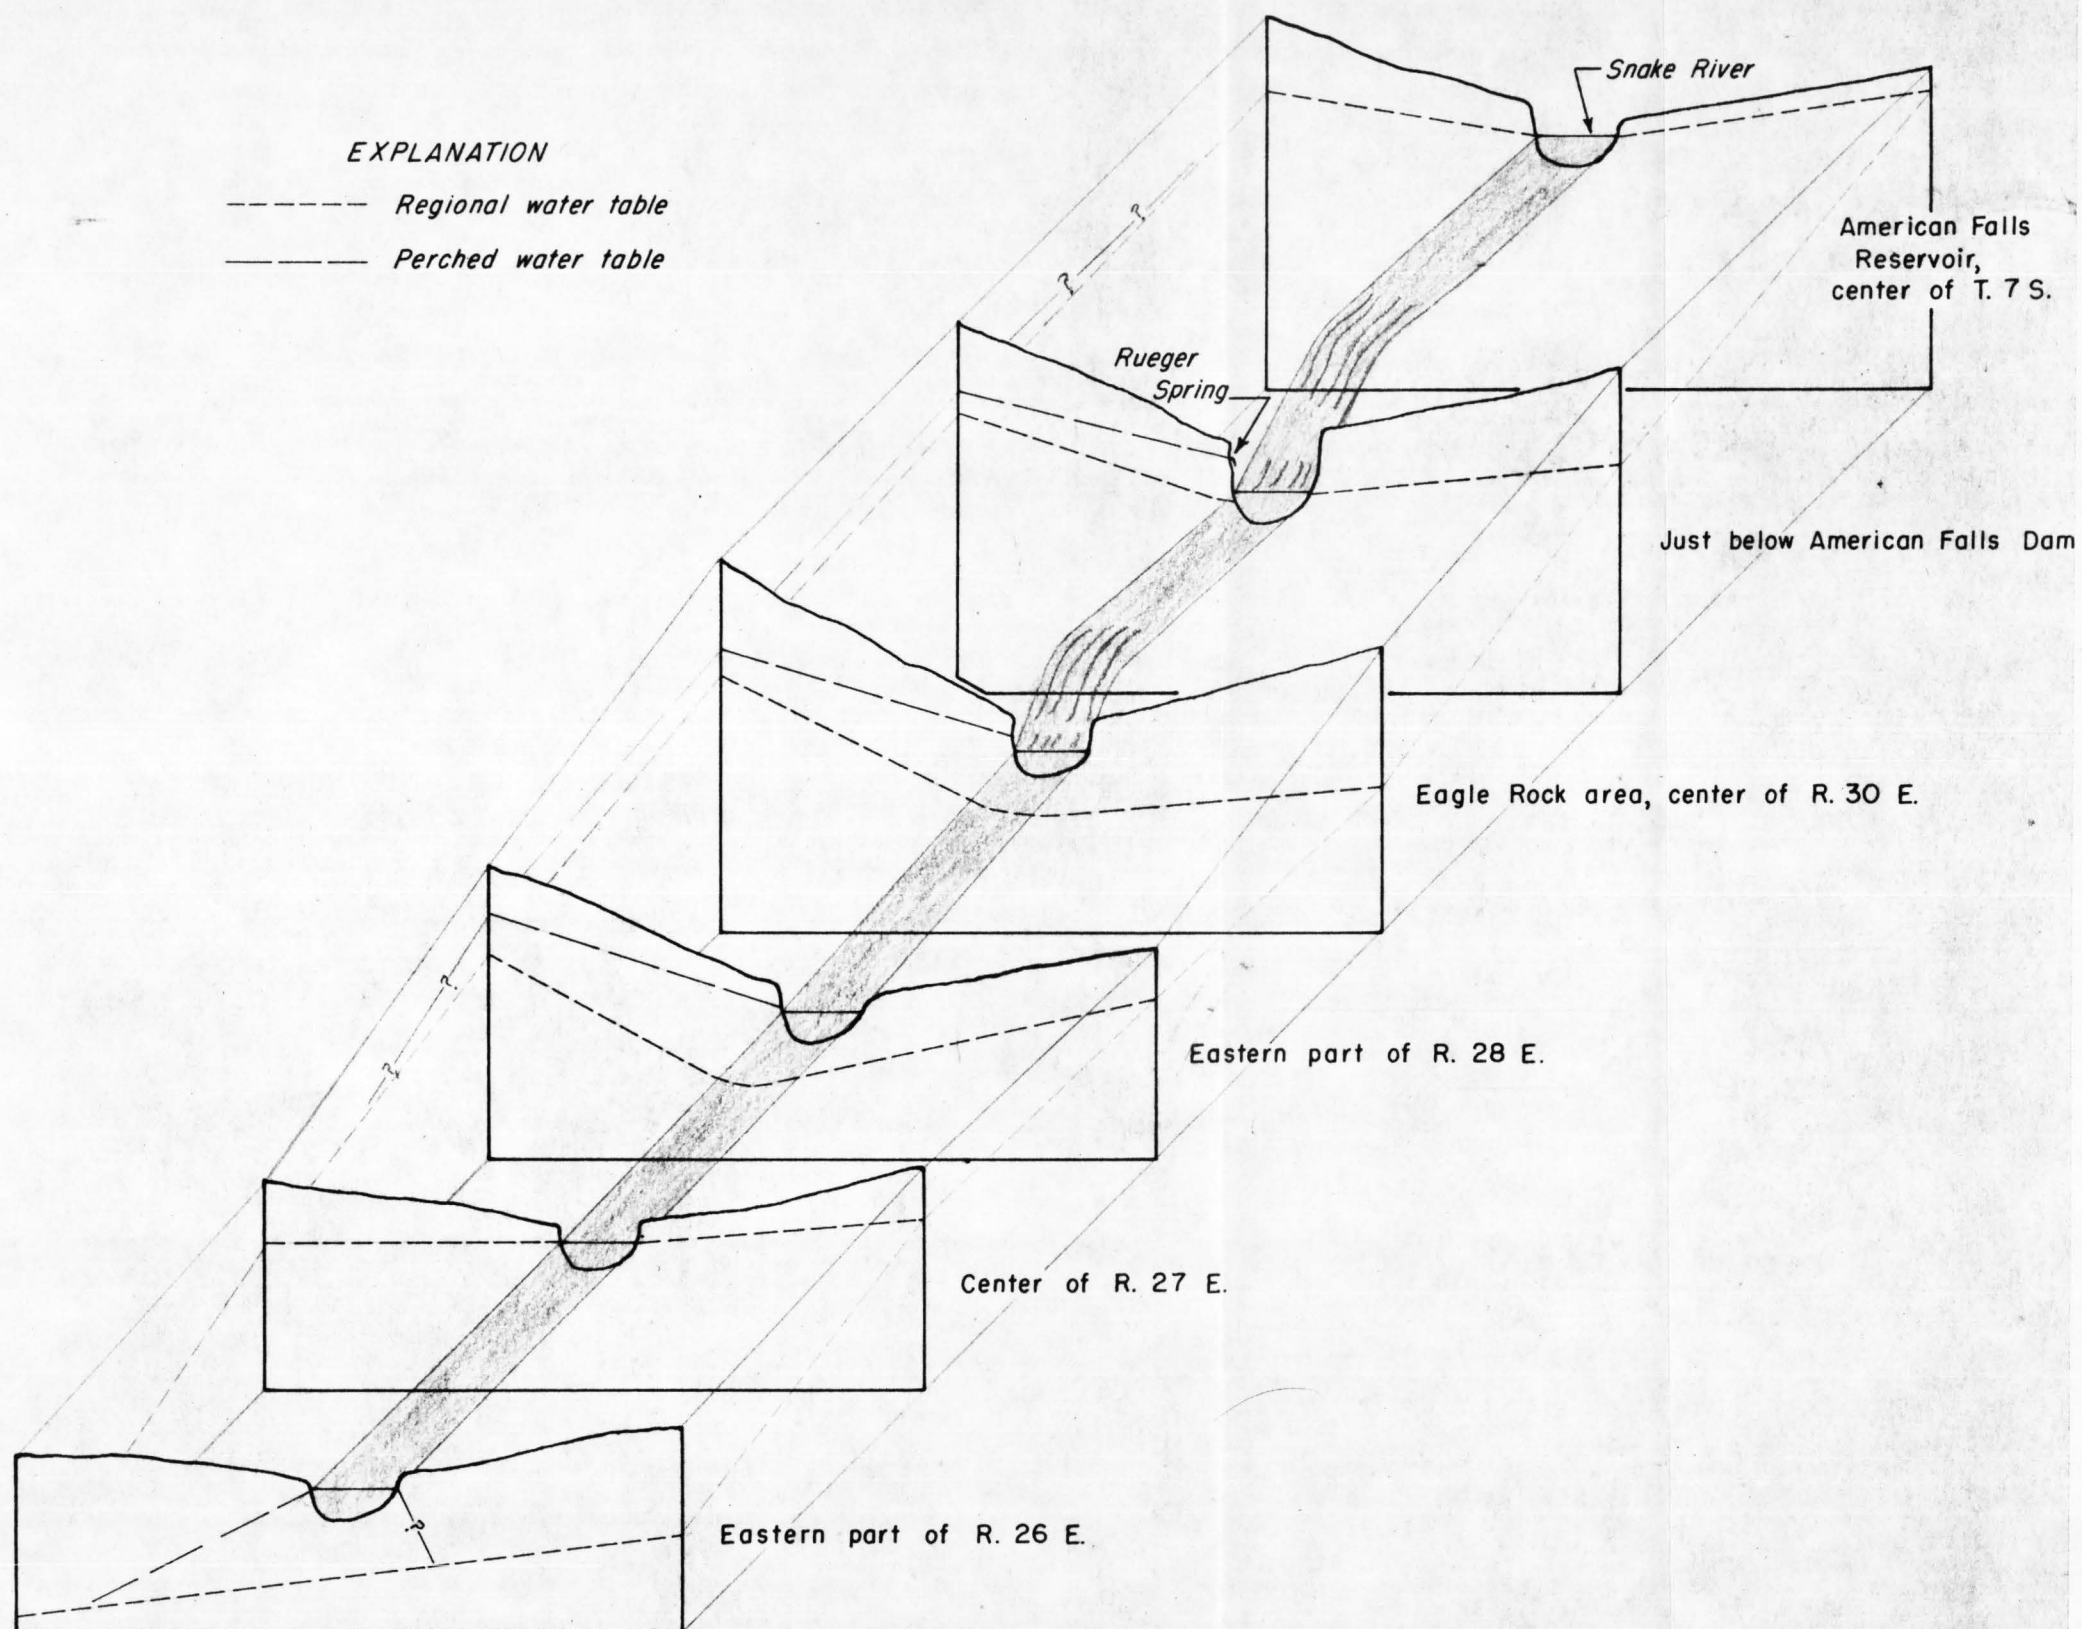 EXPLANATION
Regional water table
Perched water table
Snake River
American Falls
Reservoir,
center of T. 7 S.
?
?
Rueger
Spring
Just below American Falls Dam
Eagle Rock area, center of R. 30 E.
?
?
Eastern part of R. 28 E.
Center of R. 27 E.
?
Eastern part of R. 26 E.